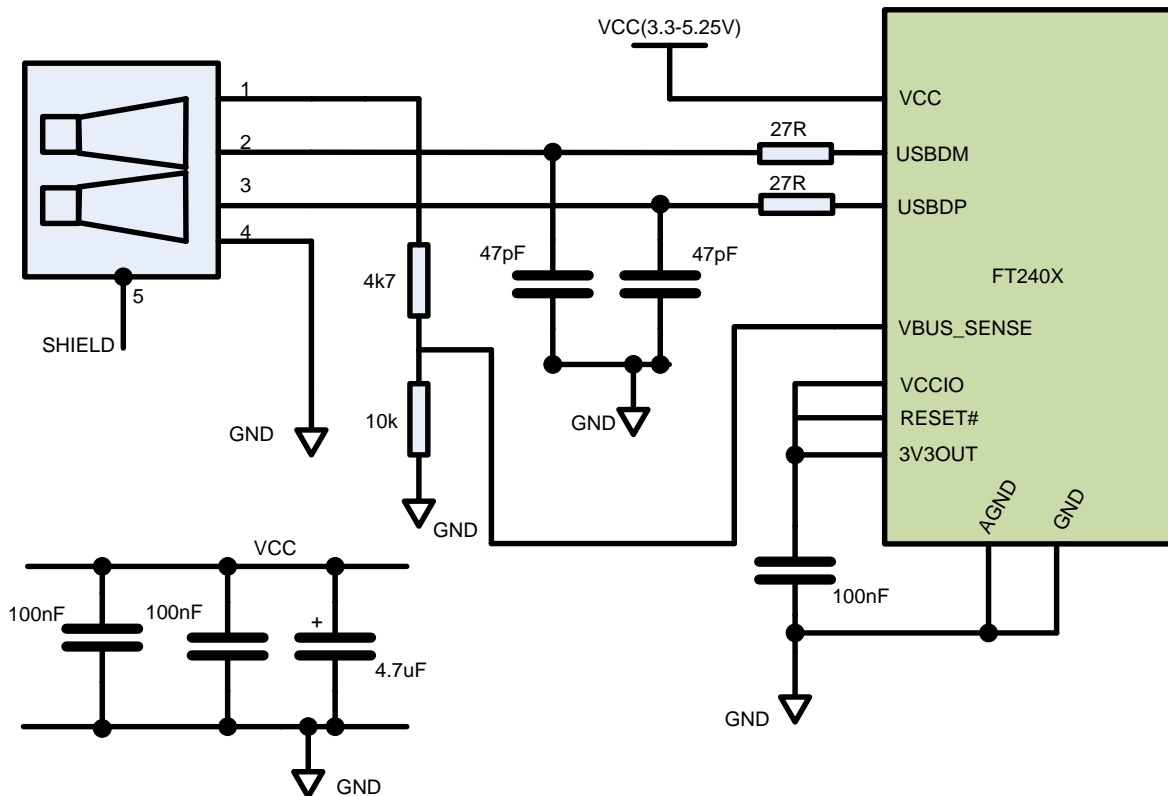 VCC(3.3-5.25V)
1
VCC
2
27R
USBDM
3
27R
USBDP
4
47pF
47pF
4k7
FT240X
5
SHIELD
VBUS_SENSE
VCCIO
10k
RESET#
GND
GND
3V3OUT
AGND
GND
GND
VCC
100nF
100nF
100nF
+
4.7uF
GND
GND